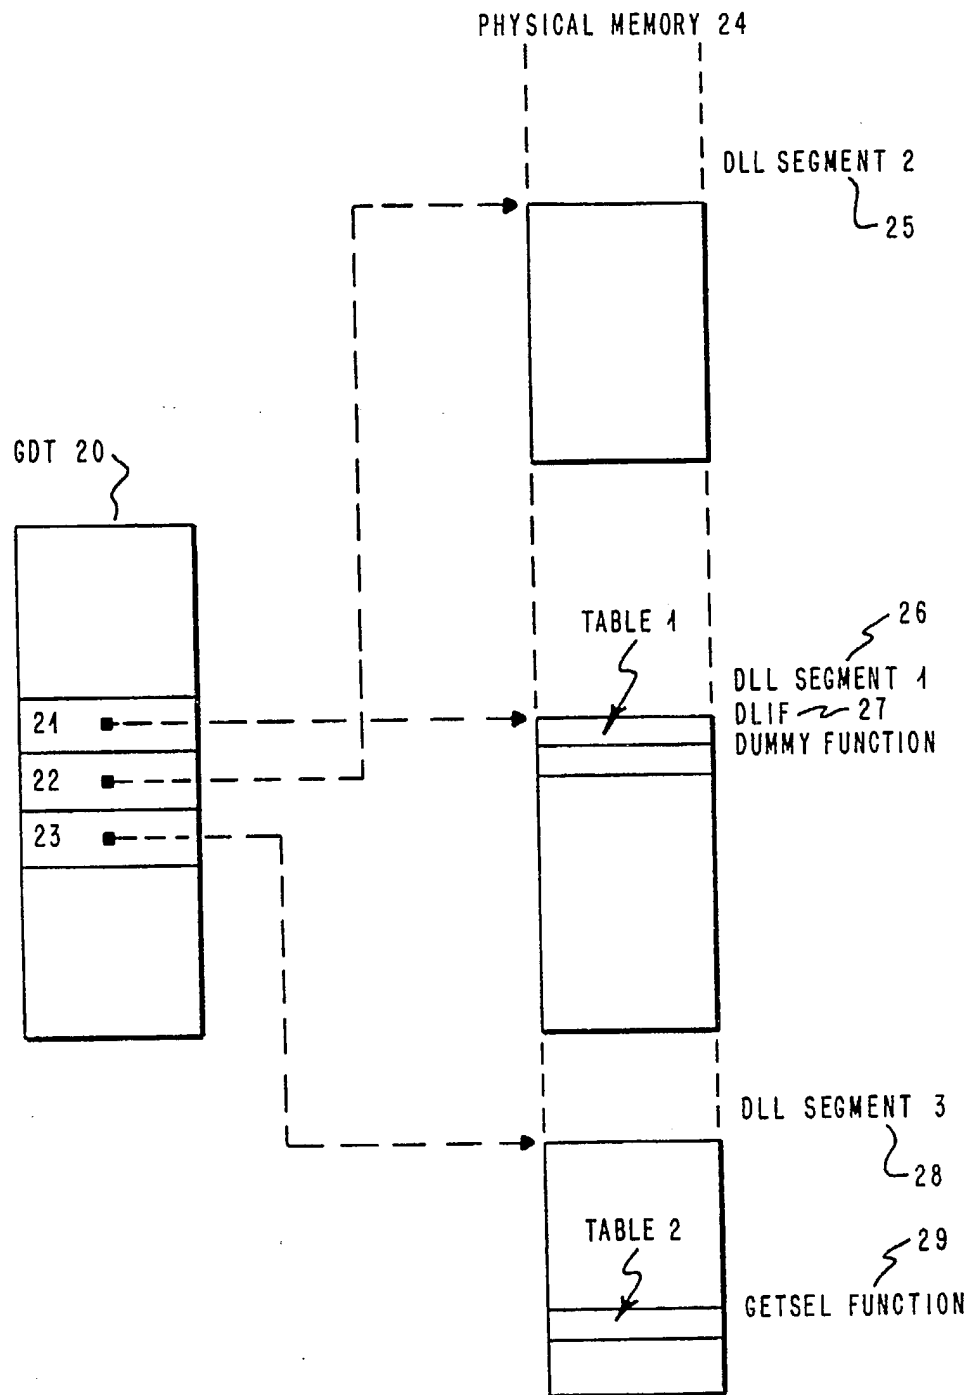 PHYSICAL MEMORY 24
DLL SEGMENT 2
25
GDT 20
TABLE 1
26
DLL SEGMENT 1
DLIF 27
DUMMY FUNCTION
21
22
23
DLL SEGMENT 3
28
TABLE 2
29
GETSEL FUNCTION